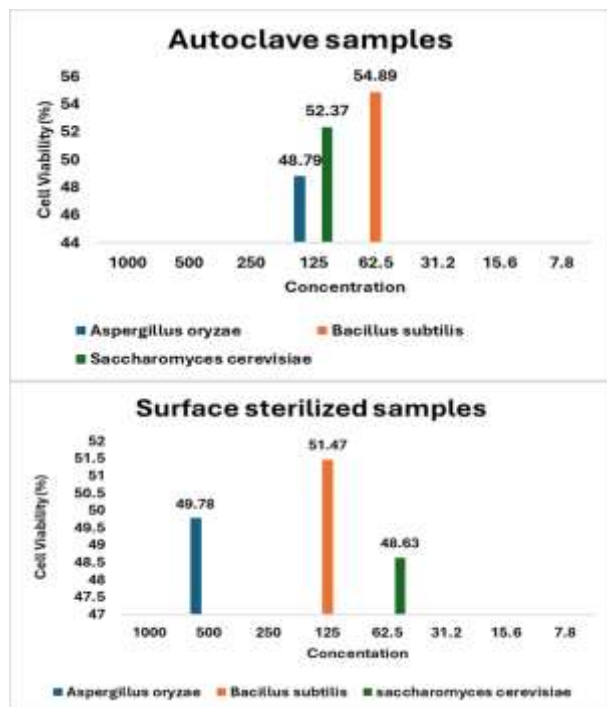 Autoclave samples
56
54
52
50
48
46
44
Cell Viability (%)
54.89
52.37
48.79
1000 500 250 125 62.5 31.2 15.6 7.8
Concentration
Aspergillus oryzae Bacillus subtilis
Saccharomyces cerevisiae
Surface sterilized samples
52
51.5
51
50.5
50
49.5
49
48.5
48
47.5
47
Cell Viability (%)
51.47
49.78
48.63
1000 500 250 125 62.5 31.2 15.6 7.8
Concentation
Aspergillus oryzae Bacillus subtilis saccharomyces cerevisiae